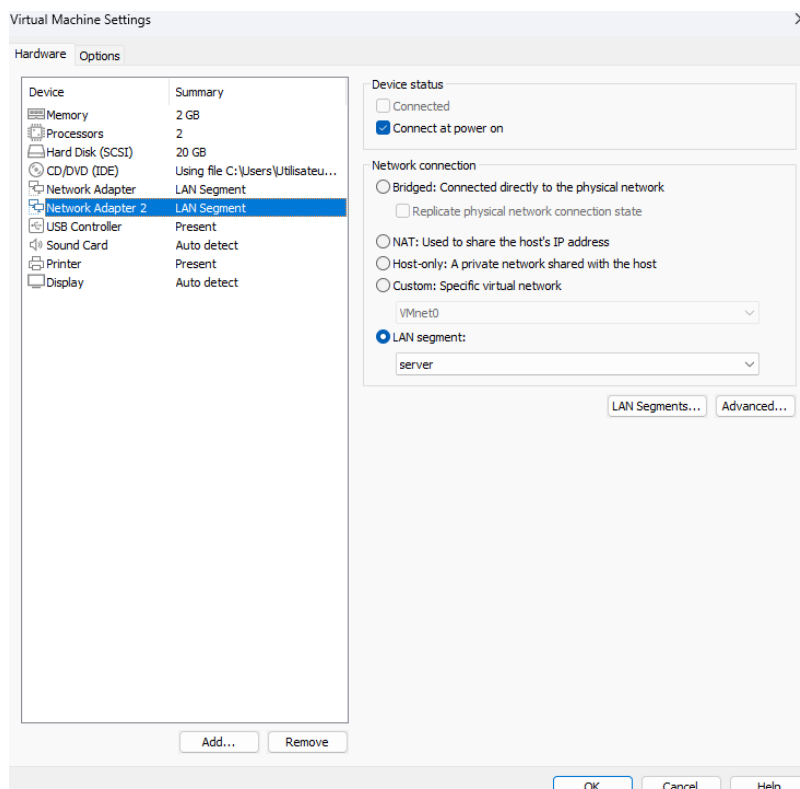 Virtual Machine Settings
Hardware Options
Device Summary
Memory 2 GB
Processors 2
Hard Disk (SCSI) 20 GB
CD/DVD (IDE) Using file C:\Users\Utilisateu...
Network Adapter LAN Segment
Network Adapter 2 LAN Segment
USB Controller Present
Sound Card Auto detect
Printer Present
Display Auto detect
Add... Remove
Device status
Connected
Connect at power on
Network connection
Bridged: Connected directly to the physical network
Replicate physical network connection state
NAT: Used to share the host's IP address
Host-only: A private network shared with the host
Custom: Specific virtual network
VMnet0
LAN segment:
server
LAN Segments... Advanced...
OK Cancel Help